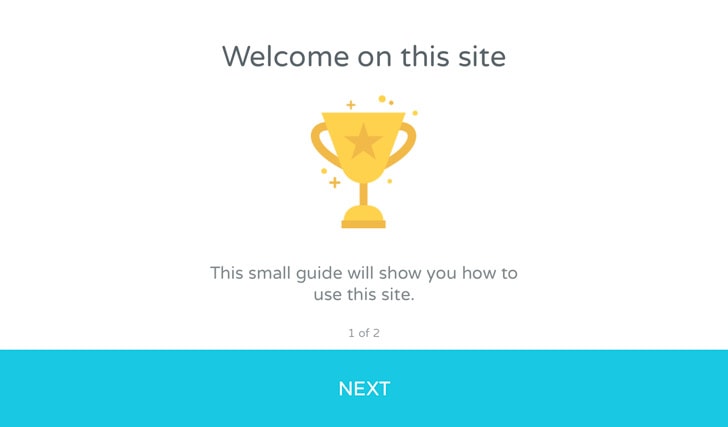 Welcome on this site
This small guide will show you how to
use this site.
1 of 2
NEXT